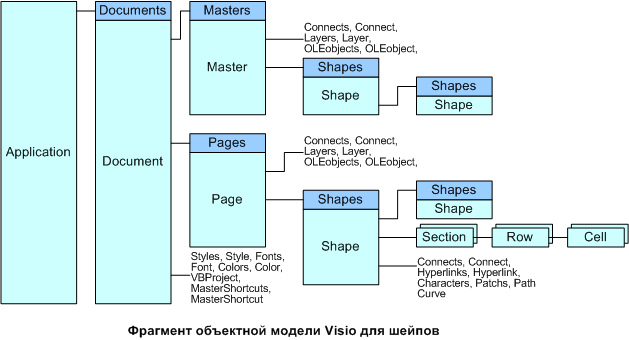 Application
Documents
Document
Masters
Master
Connects, Connect,
Layers, Layer,
OLEobjects, OLEobject,
Shapes
Shape
Shapes
Shape
Pages
Page
Connects, Connect,
Layers, Layer,
OLEobjects, OLEobject,
Shapes
Shape
Shapes
Shape
Section
Row
Cell
Connects, Connect,
Hyperlinks, Hyperlink,
Characters, Patchs, Path
Curve
Styles, Style, Fonts,
Font, Colors, Color,
VBProject,
MasterShortcuts,
MasterShortcut
Фрагмент объектной модели Visio для шейпов